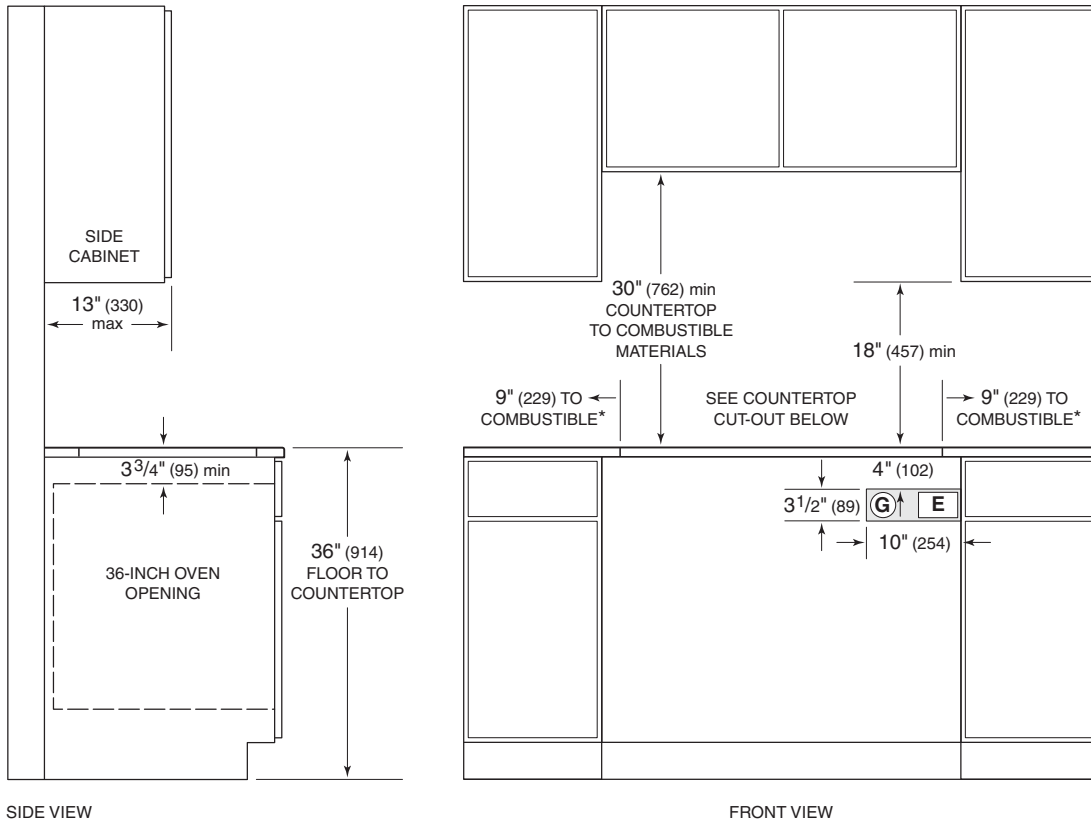 SIDE
CABINET
13" (330)
max
3 3/4" (95) min
36-INCH OVEN
OPENING
36" (914)
FLOOR TO
COUNTERTOP
SIDE VIEW
30" (762) min
COUNTERTOP
TO COMBUSTIBLE
MATERIALS
18" (457) min
9" (229) TO
COMBUSTIBLE*
SEE COUNTERTOP
CUT-OUT BELOW
9" (229) TO
COMBUSTIBLE*
4" (102)
3 1/2" (89)
G
E
10" (254)
FRONT VIEW